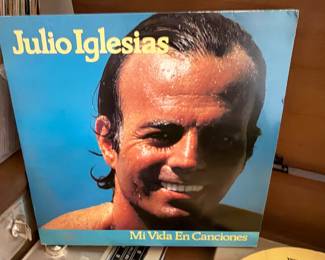 Julio Iglesias
Mi Vida En Canciones